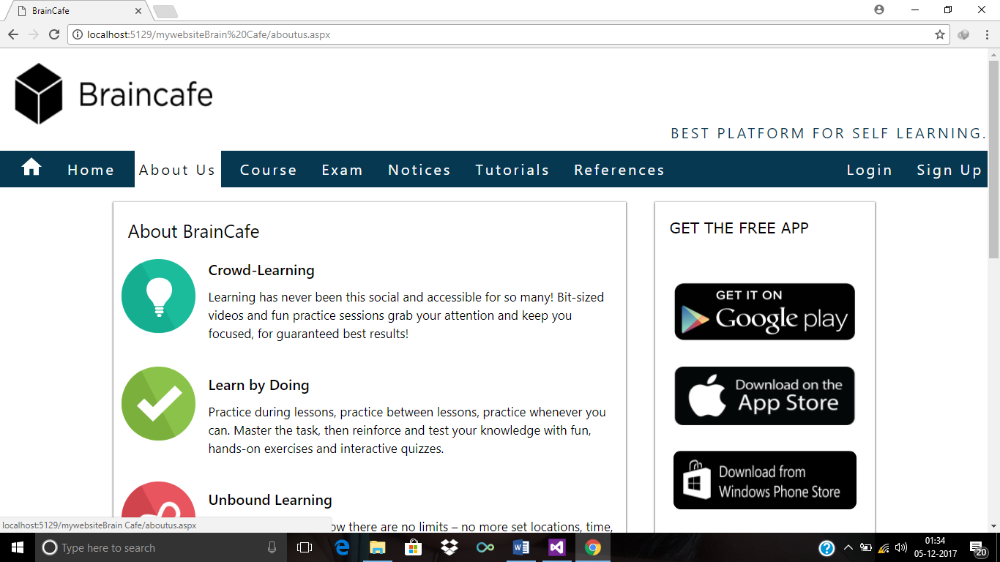 BrainCafe
localhost:5129/mywebsiteBrain%20Cafe/aboutus.aspx
Braincafe
BEST PLATFORM FOR SELF LEARNING.
Home About Us Course Exam Notices Tutorials References Login Sign Up
About BrainCafe
Crowd-Learning
Learning has never been this social and accessible for so many! Bit-sized
videos and fun practice sessions grab your attention and keep you
focused, for guaranteed best results!
Learn by Doing
Practice during lessons, practice between lessons, practice whenever you
can. Master the task, then reinforce and test your knowledge with fun,
hands-on exercises and interactive quizzes.
Unbound Learning
ow there are no limits – no more set locations, time,
GET THE FREE APP
GET IT ON
Google play
Download on the
App Store
Download from
Windows Phone Store
localhost:5129/mywebsiteBrain Cafe/aboutus.aspx
Type here to search
01:34
05-12-2017
20